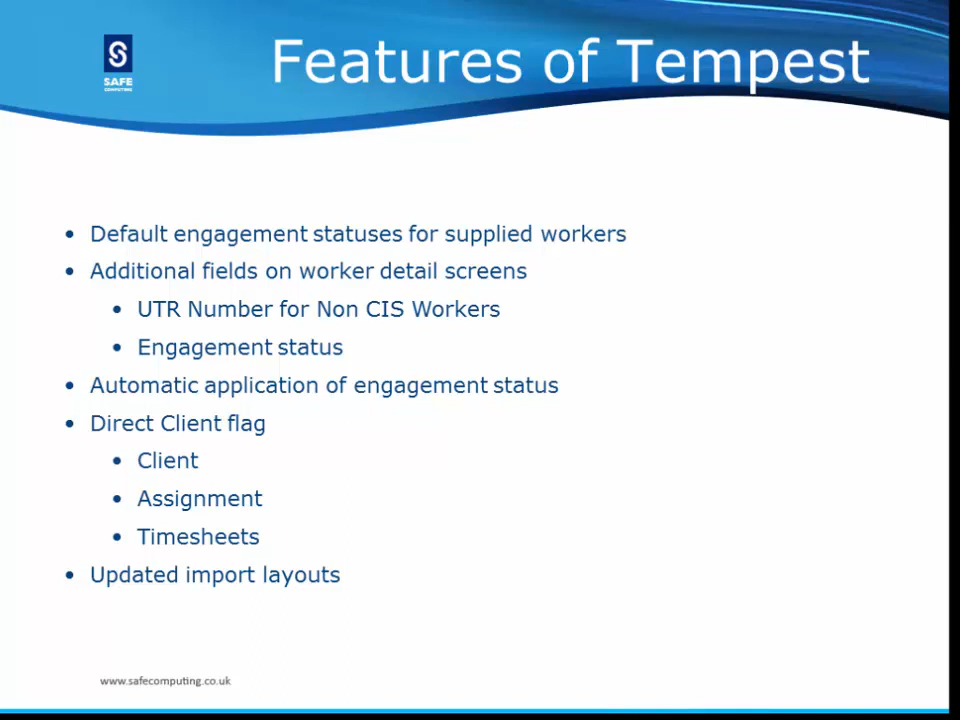 Features of Tempest
SAFE
COMPUTING
• Default engagement statuses for supplied workers
• Additional fields on worker detail screens
• UTR Number for Non CIS Workers
• Engagement status
• Automatic application of engagement status
• Direct Client flag
• Client
• Assignment
• Timesheets
• Updated import layouts
www.safecomputing.co.uk